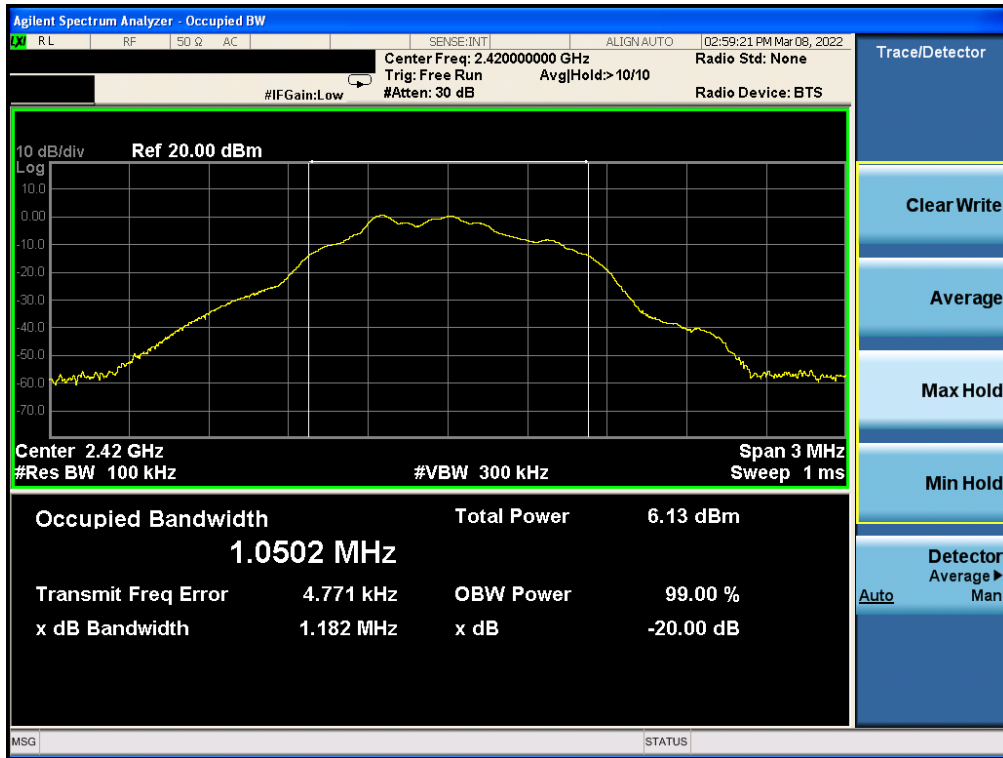 Agilent Spectrum Analyzer - Occupied BW
LXI RL RF 50 Ω AC SENSE:INT ALIGNAUTO 02:59:21 PM Mar 08, 2022
Center Freq: 2.420000000 GHz Radio Std: None
Trig: Free Run Avg|Hold:>10/10
#IFGain:Low #Atten: 30 dB Radio Device: BTS
Trace/Detector
10 dB/div Ref 20.00 dBm
Log
10.0
0.00
-10.0
-20.0
-30.0
-40.0
-50.0
-60.0
-70.0
Center 2.42 GHz Span 3 MHz
#Res BW 100 kHz #VBW 300 kHz Sweep 1 ms
Occupied Bandwidth Total Power 6.13 dBm
1.0502 MHz
Transmit Freq Error 4.771 kHz OBW Power 99.00 %
x dB Bandwidth 1.182 MHz x dB -20.00 dB
Clear Write
Average
Max Hold
Min Hold
Detector
Average▶
Auto Man
MSG STATUS